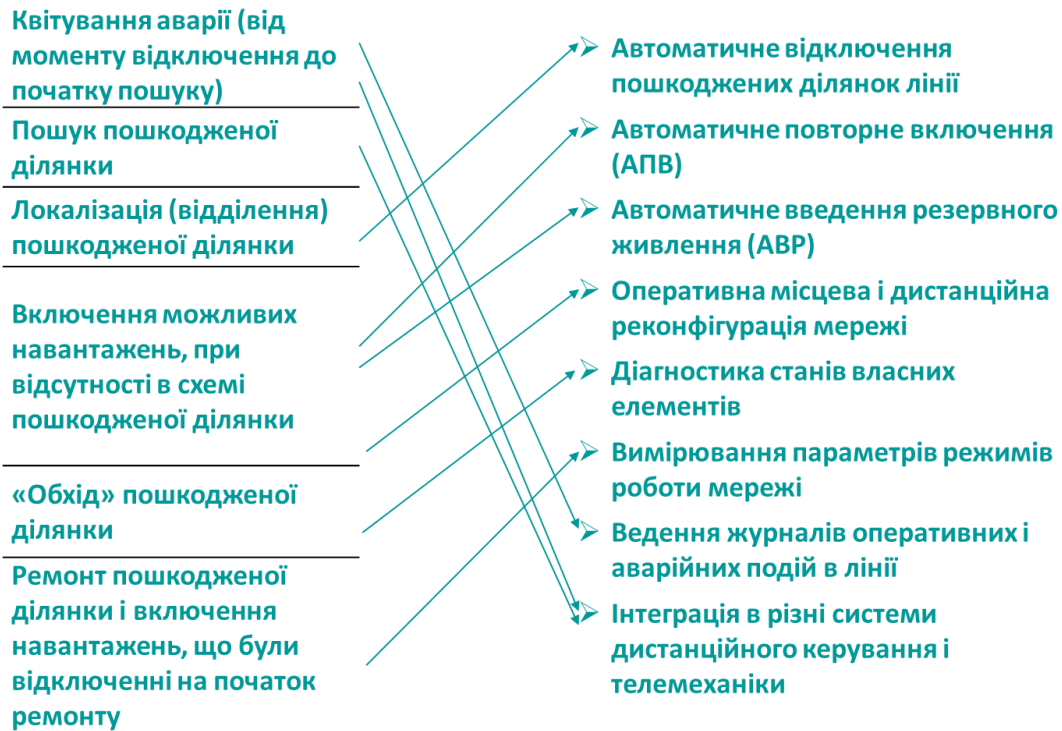 Квітування аварії (від
моменту відключення до
початку пошуку)
Пошук пошкодженої
ділянки
Локалізація (відділення)
пошкодженої ділянки
Включення можливих
навантажень, при
відсутності в схемі
пошкодженої ділянки
«Обхід» пошкодженої
ділянки
Ремонт пошкодженої
ділянки і включення
навантажень, що були
відключенні на початок
ремонту
Автоматичне відключення
пошкоджених ділянок лінії
Автоматичне повторне включення
(АПВ)
Автоматичне введення резервного
живлення (АВР)
Оперативна місцева і дистанційна
реконфігурація мережі
Діагностика станів власних
елементів
Вимірювання параметрів режимів
роботи мережі
Ведення журналів оперативних і
аварійних подій в лінії
Інтеграція в різні системи
дистанційного керування і
телемеханіки